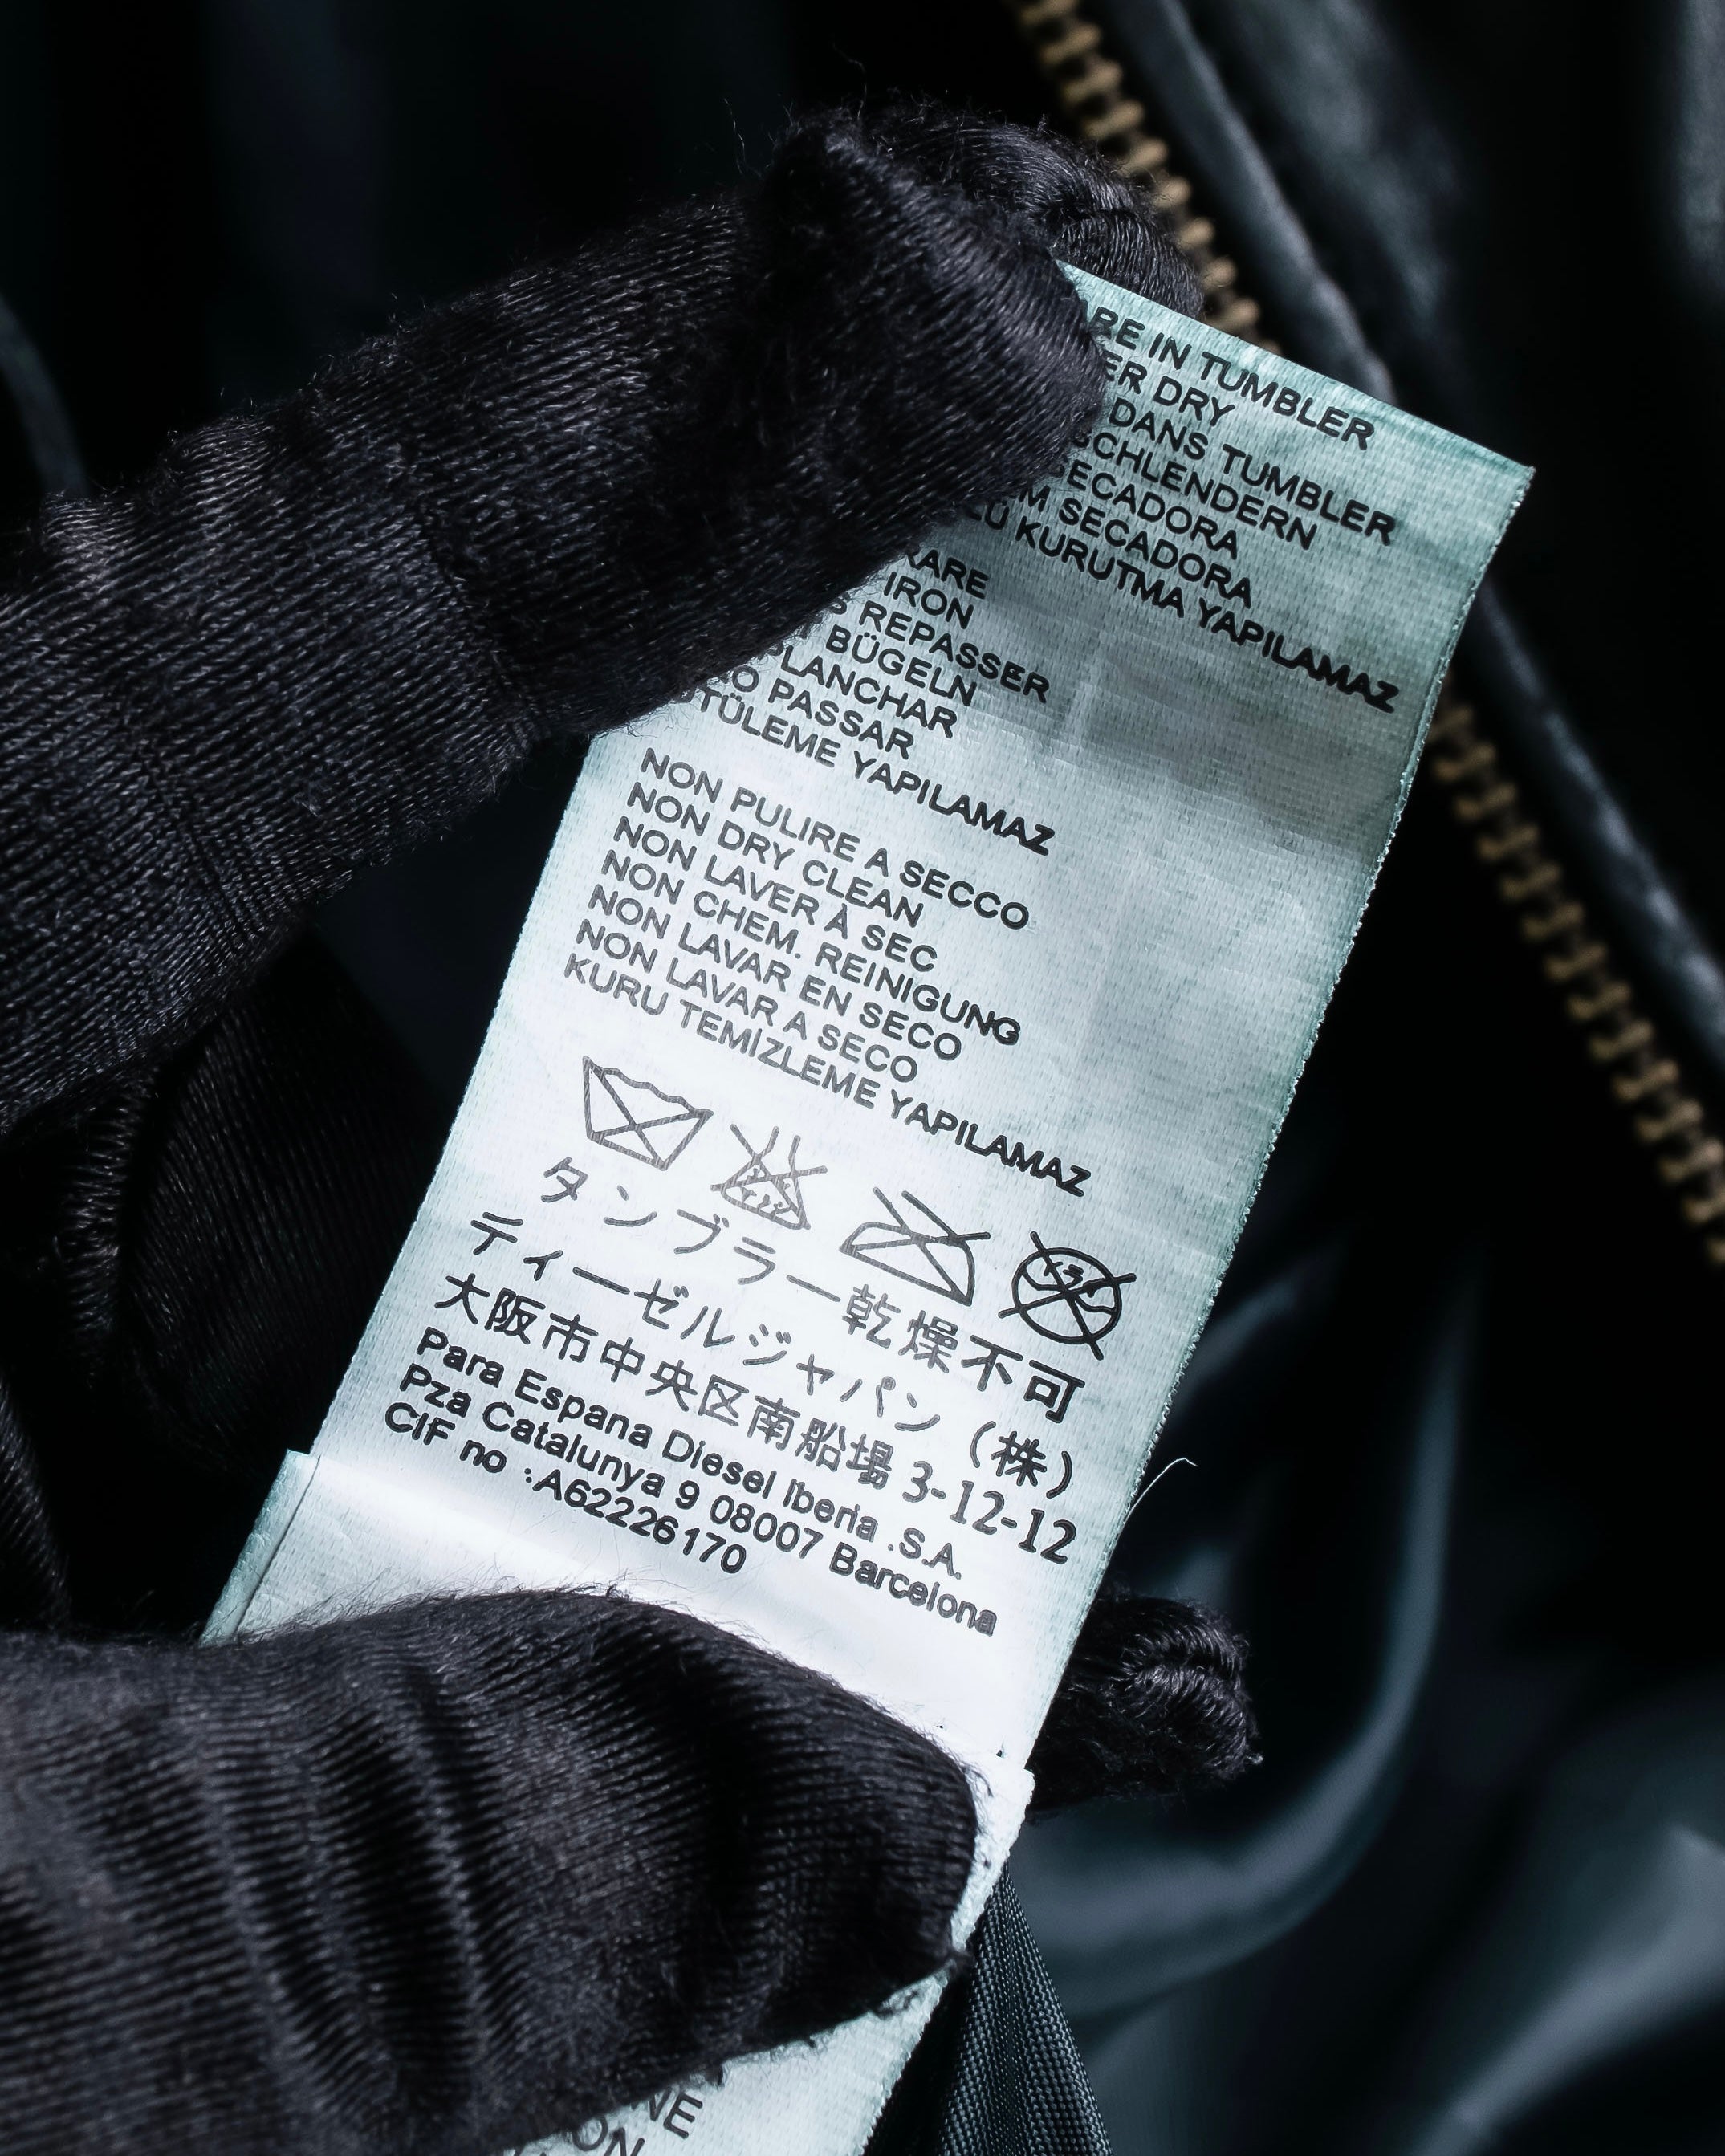 IN TUMBLER
DRY
DANS TUMBLER
SECADORA
KURUTMA YAPILAMAZ
IRON
REPASSER
BÜGELN
PLANCHAR
PASSAR
YAPILAMAZ
NON PULIRE A SECCO
NON DRY CLEAN
NON LAVER À SEC
NON CHEM. REINIGUNG
NON LAVAR EN SECO
NON LAVAR A SECO
KURU TEMİZLEME YAPILAMAZ
タンブラー乾燥不可
ティーゼルジャパン（株）
大阪市中央区南船場 3-12-12
Para Espana Diesel Iberia .S.A.
Pza Catalunya 9 08007 Barcelona
CIF no :A62226170